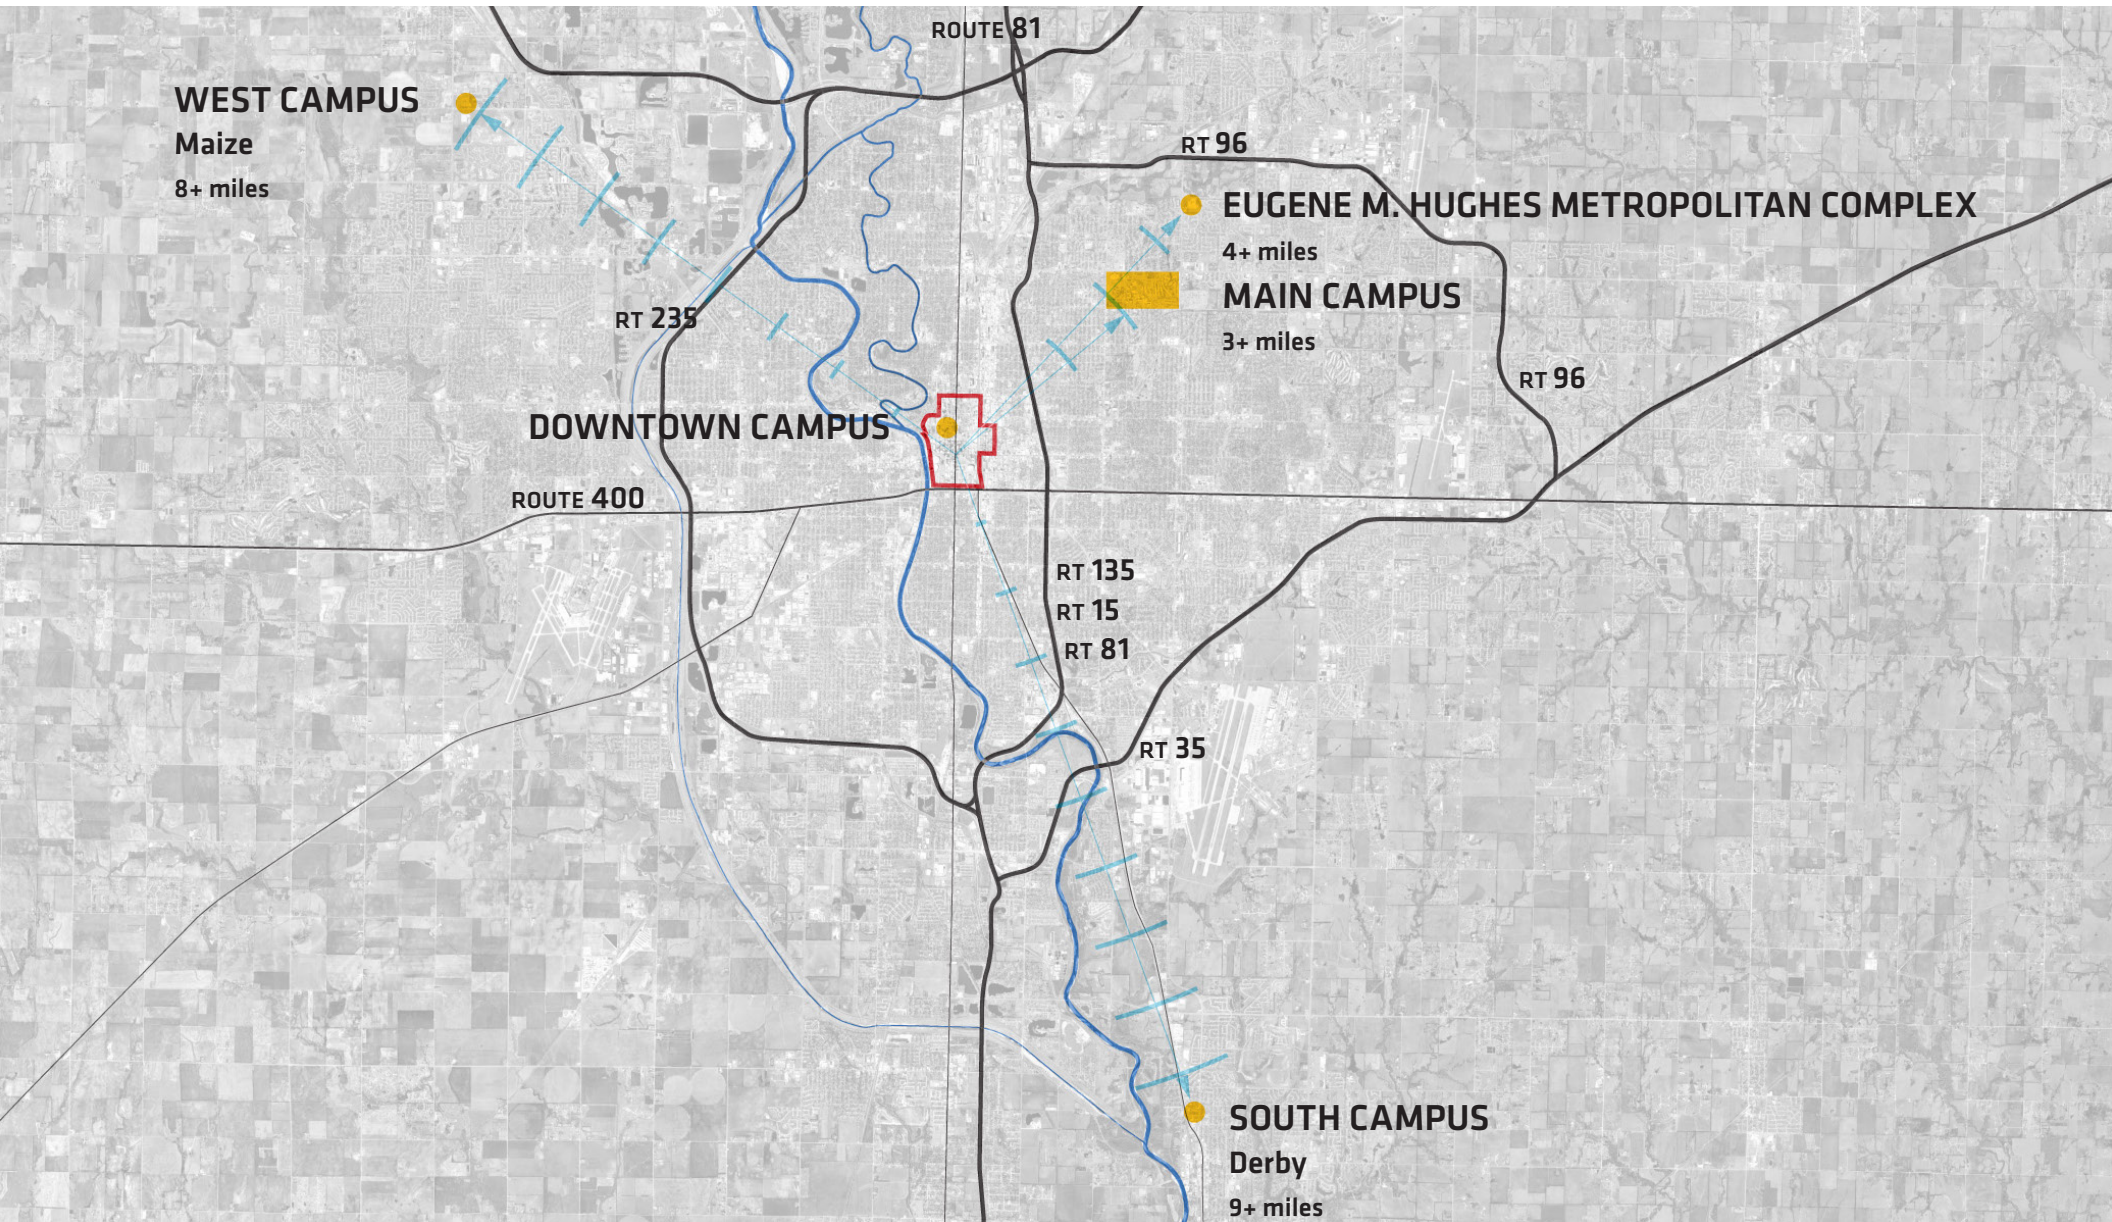 ROUTE 81
WEST CAMPUS
Maize
8+ miles
RT 96
EUGENE M. HUGHES METROPOLITAN COMPLEX
4+ miles
MAIN CAMPUS
3+ miles
RT 235
RT 96
DOWNTOWN CAMPUS
ROUTE 400
RT 135
RT 15
RT 81
RT 35
SOUTH CAMPUS
Derby
9+ miles